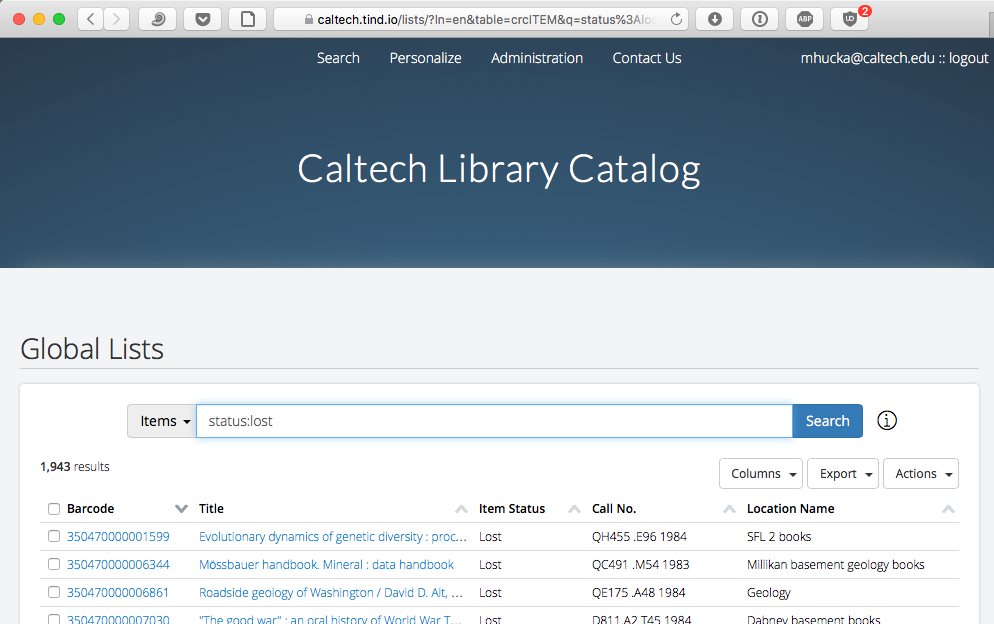 caltech.tind.io/lists/?ln=en&table=crcITEM&q=status%3Alos
ABP
UD
2
Search Personalize Administration Contact Us mhucka@caltech.edu :: logout
Caltech Library Catalog
Global Lists
Items status:lost Search i
1,943 results
Columns Export Actions
Barcode Title Item Status Call No. Location Name
350470000001599 Evolutionary dynamics of genetic diversity : proc... Lost QH455 .E96 1984 SFL 2 books
350470000006344 Mössbauer handbook, Mineral : data handbook Lost QC491 .M54 1983 Millikan basement geology books
350470000006861 Roadside geology of Washington / David D. Alt, ... Lost QE175 .A48 1984 Geology
350470000007030 "The good war" : an oral history of World War T... Lost D811.A2 T45 1984 Dabney basement books